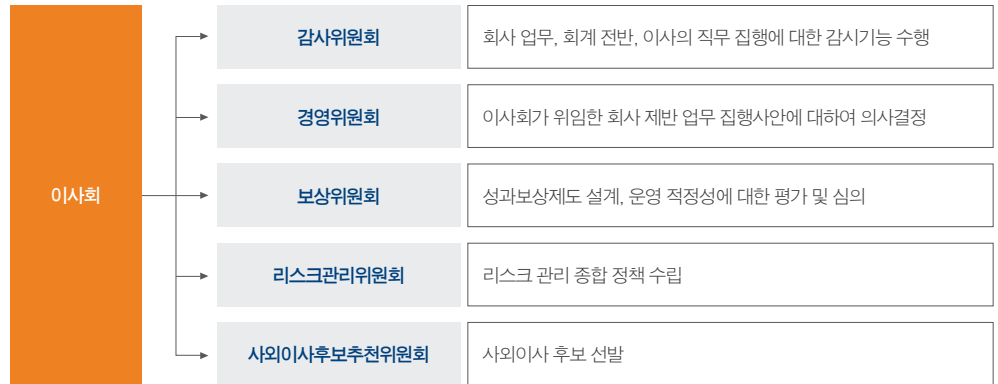 이사회
감사위원회
회사 업무, 회계 전반, 이사의 직무 집행에 대한 감시기능 수행
경영위원회
이사회가 위임한 회사 제반 업무 집행사안에 대하여 의사결정
보상위원회
성과보상제도 설계, 운영 적정성에 대한 평가 및 심의
리스크관리위원회
리스크 관리 종합 정책 수립
사외이사후보추천위원회
사외이사 후보 선발